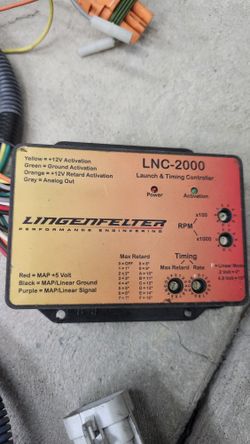 Yellow = +12V Activation
Green = Ground Activation
Orange = +12V Retard Activation
Gray = Analog Out
LNC-2000
Launch & Timing Controller
Power
Activation
LINGENFELTER
PERFORMANCE ENGINEERING
x100
RPM
x1000
Red = MAP +5 Volt
Black = MAP/Linear Ground
Purple = MAP/Linear Signal
Max Retard
0 = OFF
Timing
Max Retard
Rate